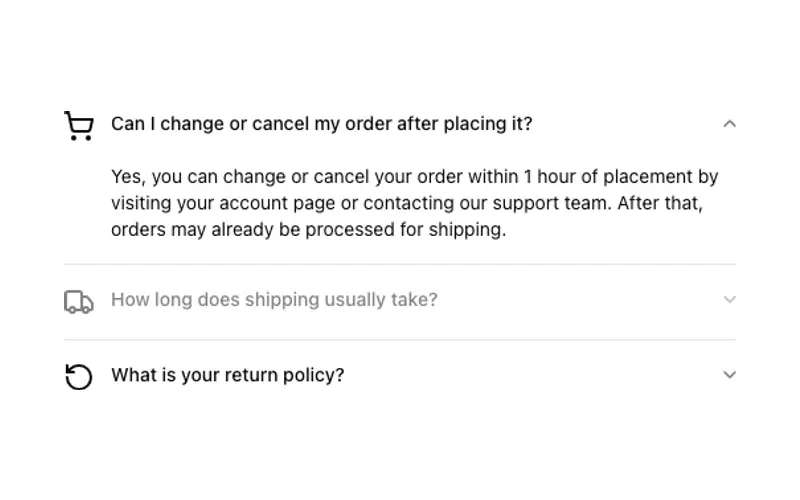 Can I change or cancel my order after placing it?
Yes, you can change or cancel your order within 1 hour of placement by
visiting your account page or contacting our support team. After that,
orders may already be processed for shipping.
How long does shipping usually take?
What is your return policy?